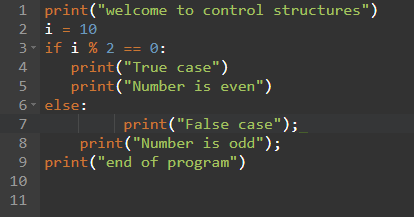 1 print("welcome to control structures")
2 i = 10
3 if i % 2 == 0:
4    print("True case")
5    print("Number is even")
6 else:
7         print("False case");
8     print("Number is odd");
9 print("end of program")
10
11